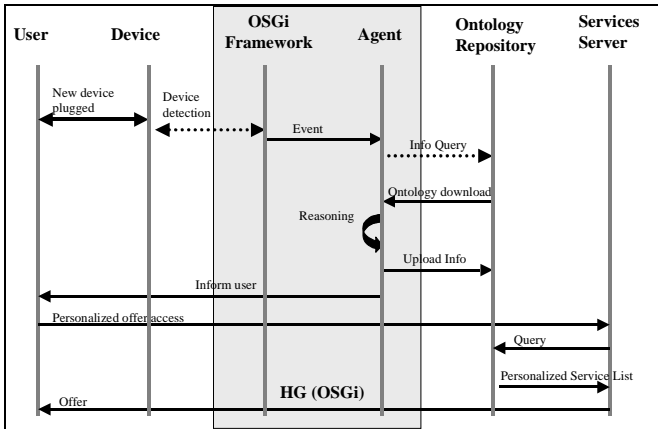 User
Device
OSGi
Framework
Agent
Ontology
Repository
Services
Server
New device
plugged
Device
detection
Event
Info Query
Ontology download
Reasoning
Upload Info
Inform user
Personalized offer access
Query
Personalized Service List
HG (OSGi)
Offer